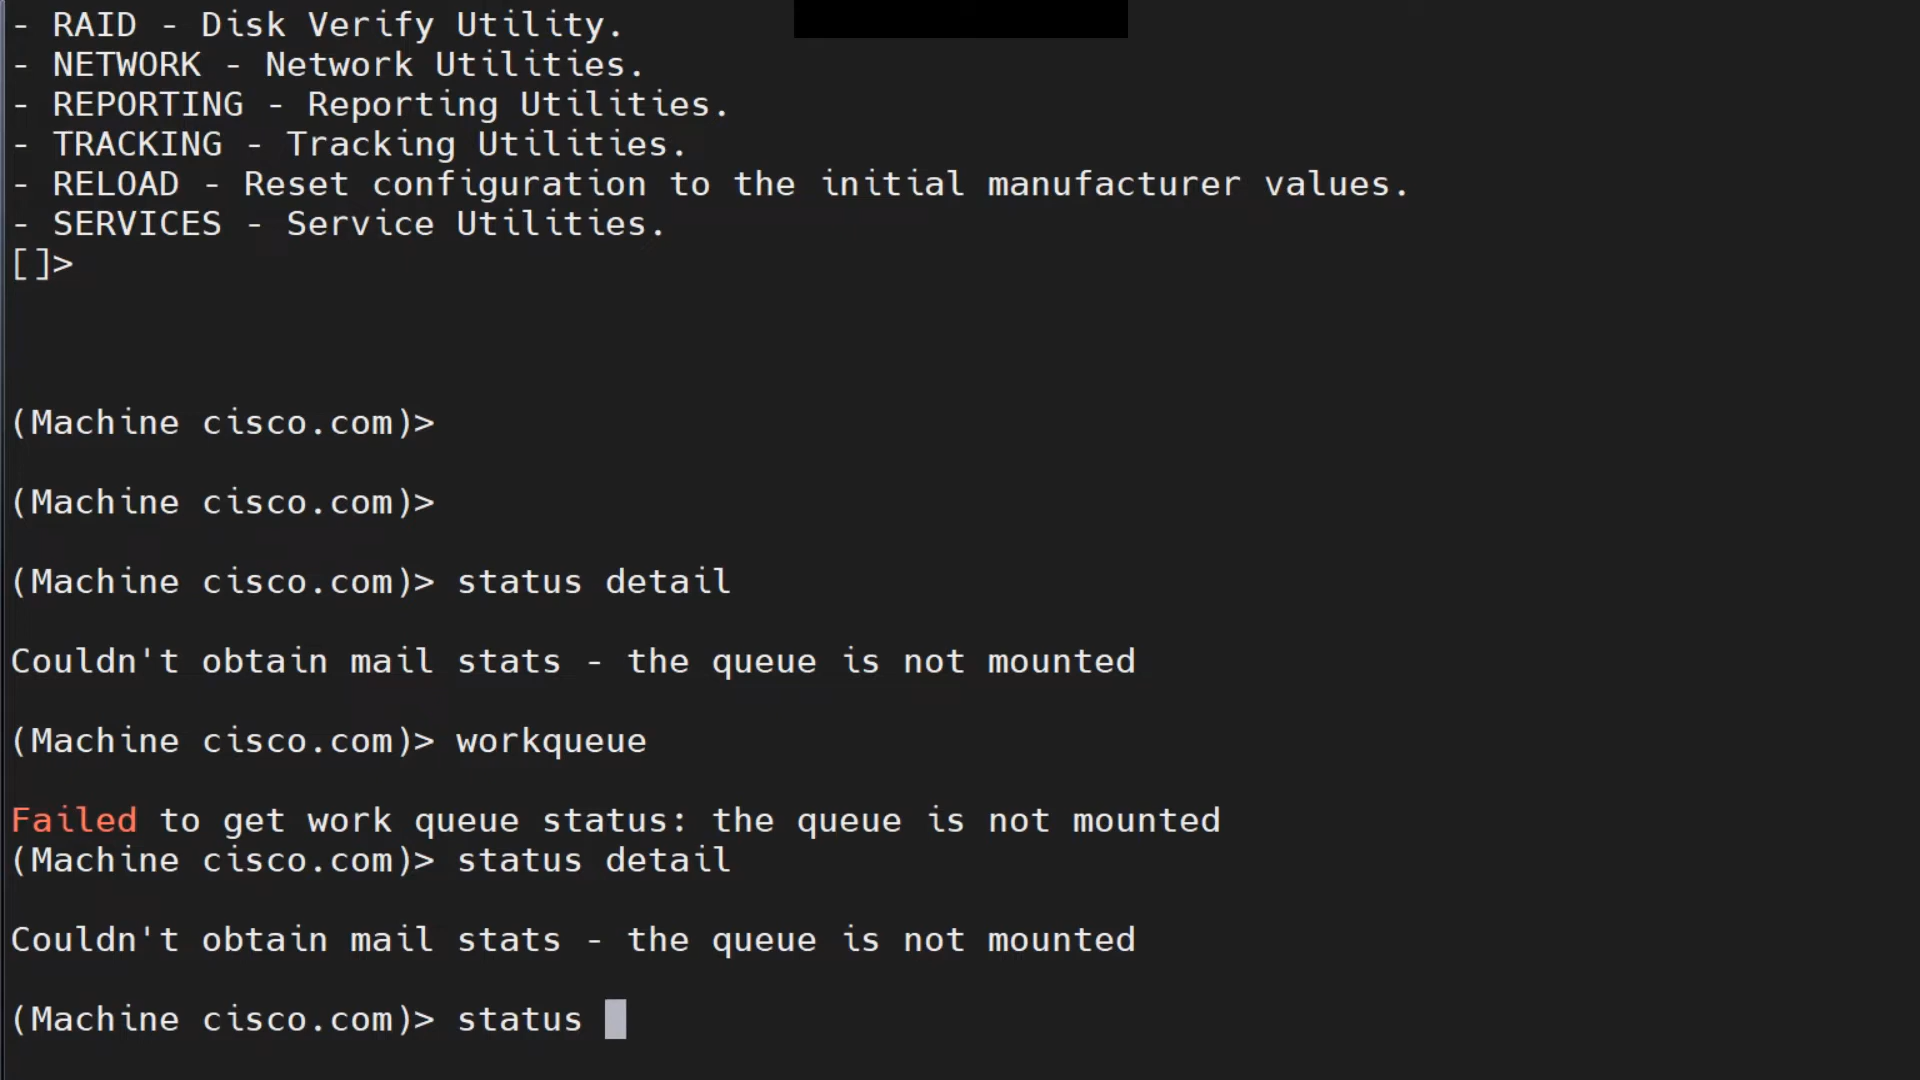 - RAID - Disk Verify Utility.
- NETWORK - Network Utilities.
- REPORTING - Reporting Utilities.
- TRACKING - Tracking Utilities.
- RELOAD - Reset configuration to the initial manufacturer values.
- SERVICES - Service Utilities.
[]>
(Machine cisco.com)>
(Machine cisco.com)>
(Machine cisco.com)> status detail
Couldn't obtain mail stats - the queue is not mounted
(Machine cisco.com)> workqueue
Failed to get work queue status: the queue is not mounted
(Machine cisco.com)> status detail
Couldn't obtain mail stats - the queue is not mounted
(Machine cisco.com)> status